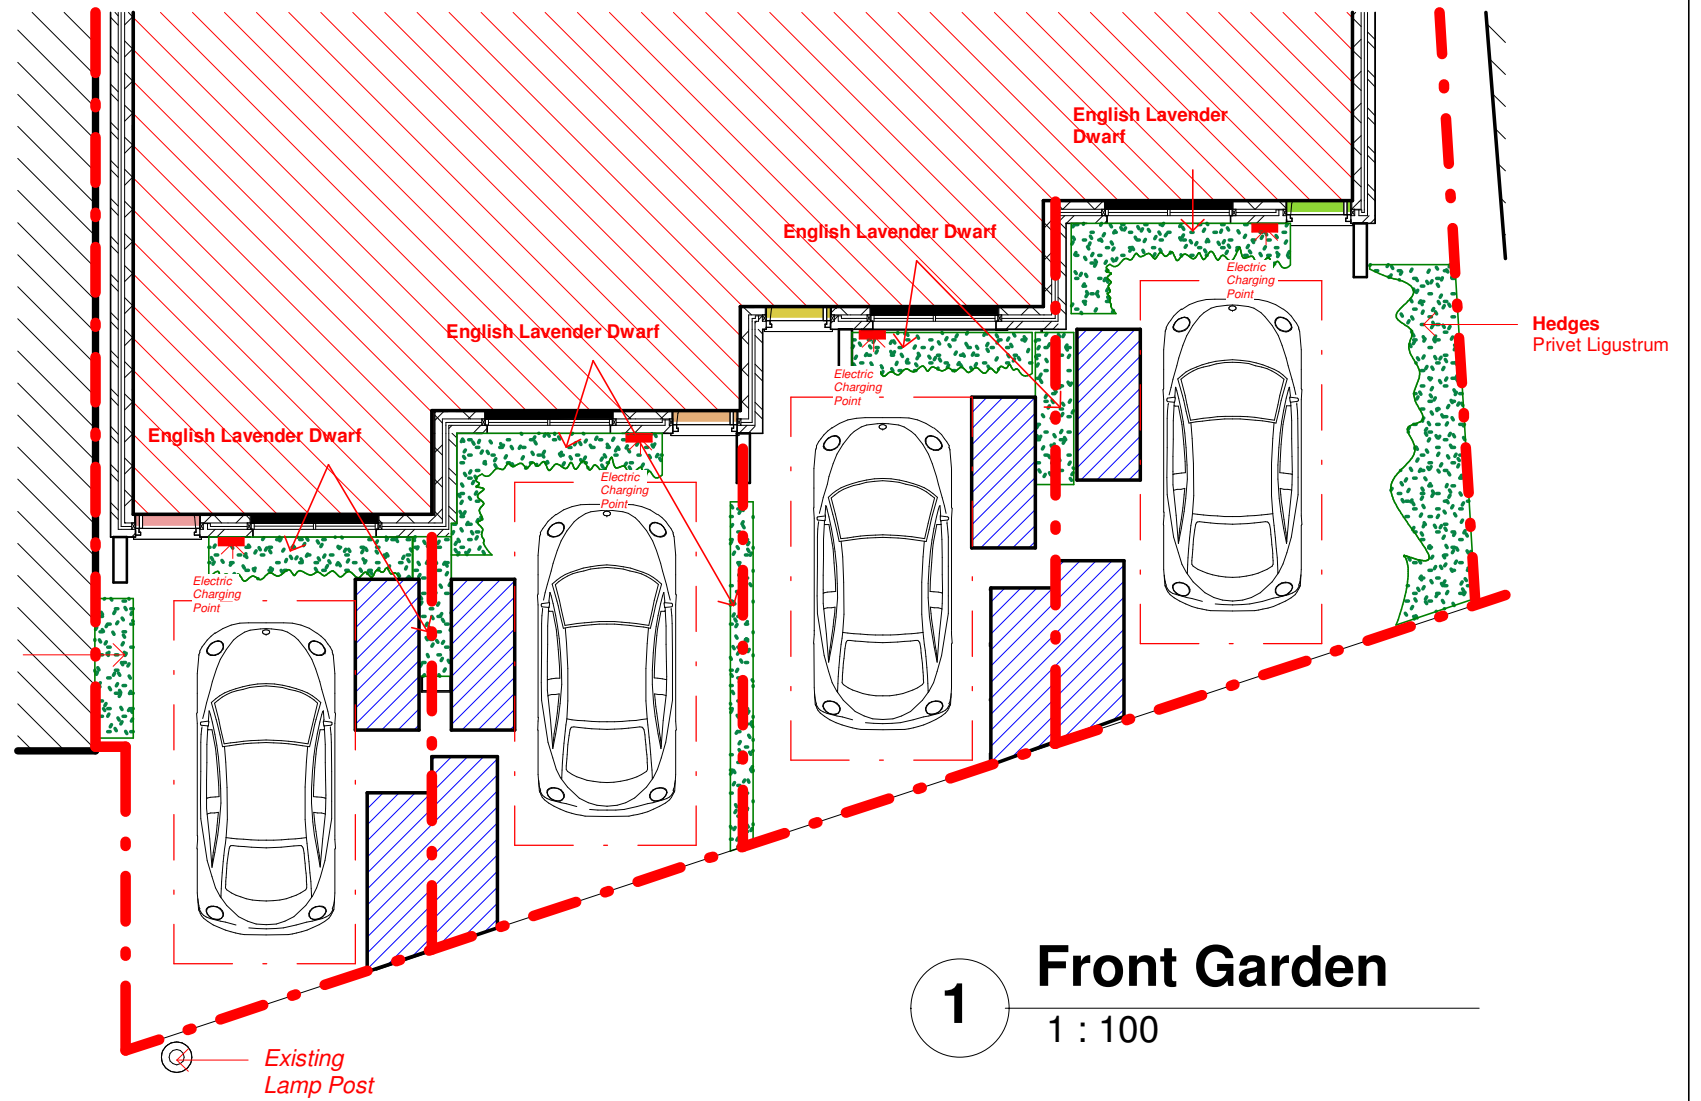 English Lavender
Dwarf
English Lavender Dwarf
Electric
Charging
Point
Hedges
Privet Ligustrum
English Lavender Dwarf
Electric
Charging
Point
English Lavender Dwarf
Electric
Charging
Point
Electric
Charging
Point
1
Front Garden
1 : 100
Existing
Lamp Post